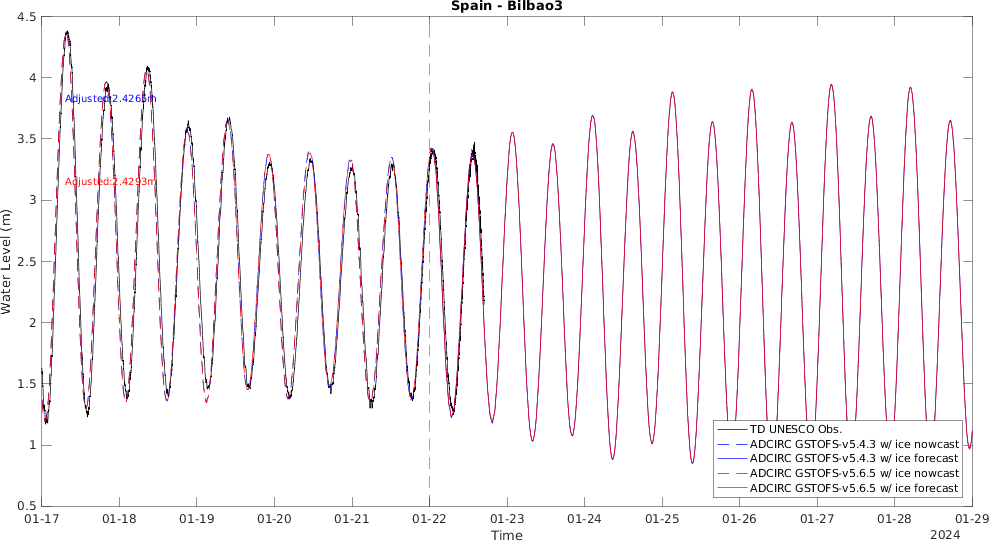 Spain - Bilbao3
4.5
4
3.5
3
2.5
2
1.5
1
0.5
Water Level (m)
Adjusted:2.4265m
Adjusted:2.4293m
TD UNESCO Obs.
ADCIRC GSTOFS-v5.4.3 w/ ice nowcast
ADCIRC GSTOFS-v5.4.3 w/ ice forecast
ADCIRC GSTOFS-v5.6.5 w/ ice nowcast
ADCIRC GSTOFS-v5.6.5 w/ ice forecast
01-17 01-18 01-19 01-20 01-21 01-22 01-23 01-24 01-25 01-26 01-27 01-28 01-29
Time
2024